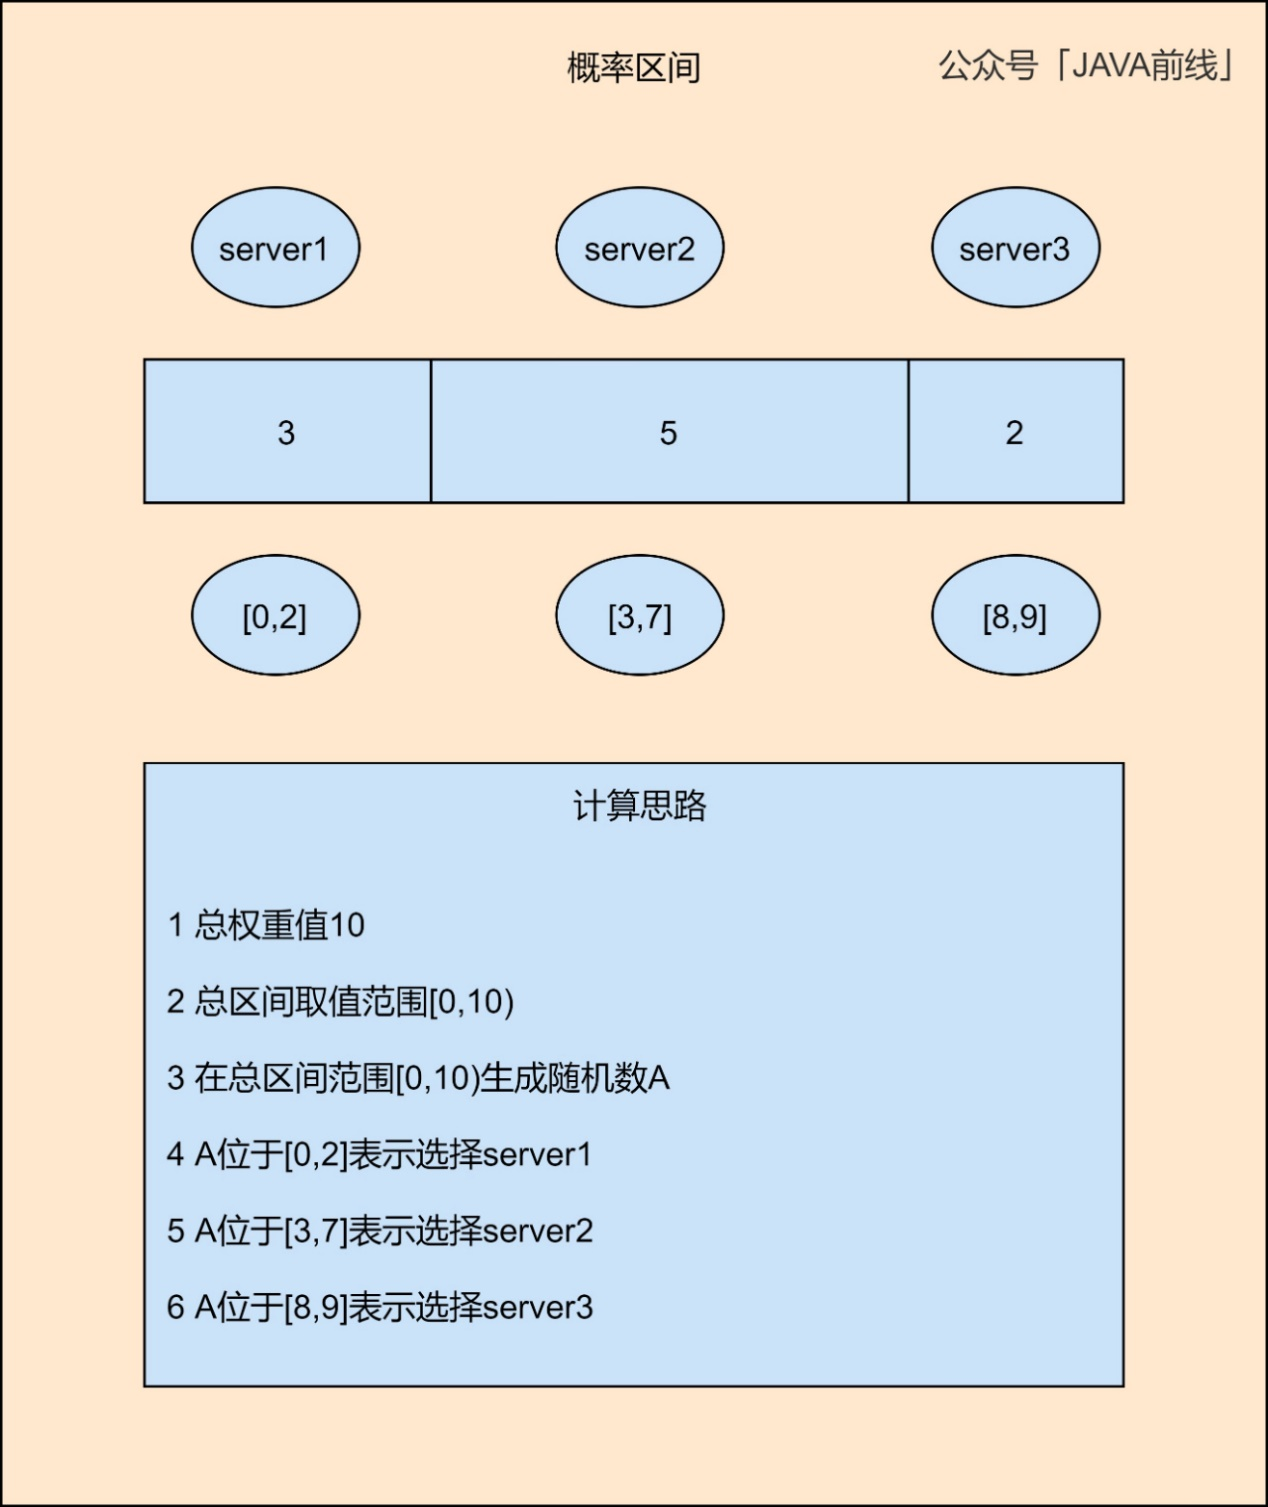 概率区间
公众号「JAVA前线」
server1
server2
server3
3
5
2
[0,2]
[3,7]
[8,9]
计算思路
1 总权重值10
2 总区间取值范围[0,10)
3 在总区间范围[0,10)生成随机数A
4 A位于[0,2]表示选择server1
5 A位于[3,7]表示选择server2
6 A位于[8,9]表示选择server3